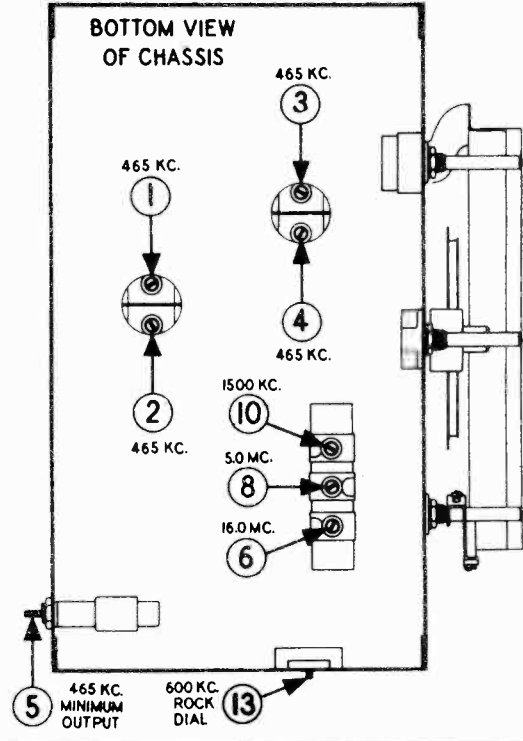 BOTTOM VIEW
OF CHASSIS
465 KC.
3
465 KC.
1
4
465 KC.
2
465 KC.
1500 KC.
10
5.0 MC.
8
16.0 MC.
6
5
465 KC.
MINIMUM
OUTPUT
600 KC.
ROCK
DIAL
13